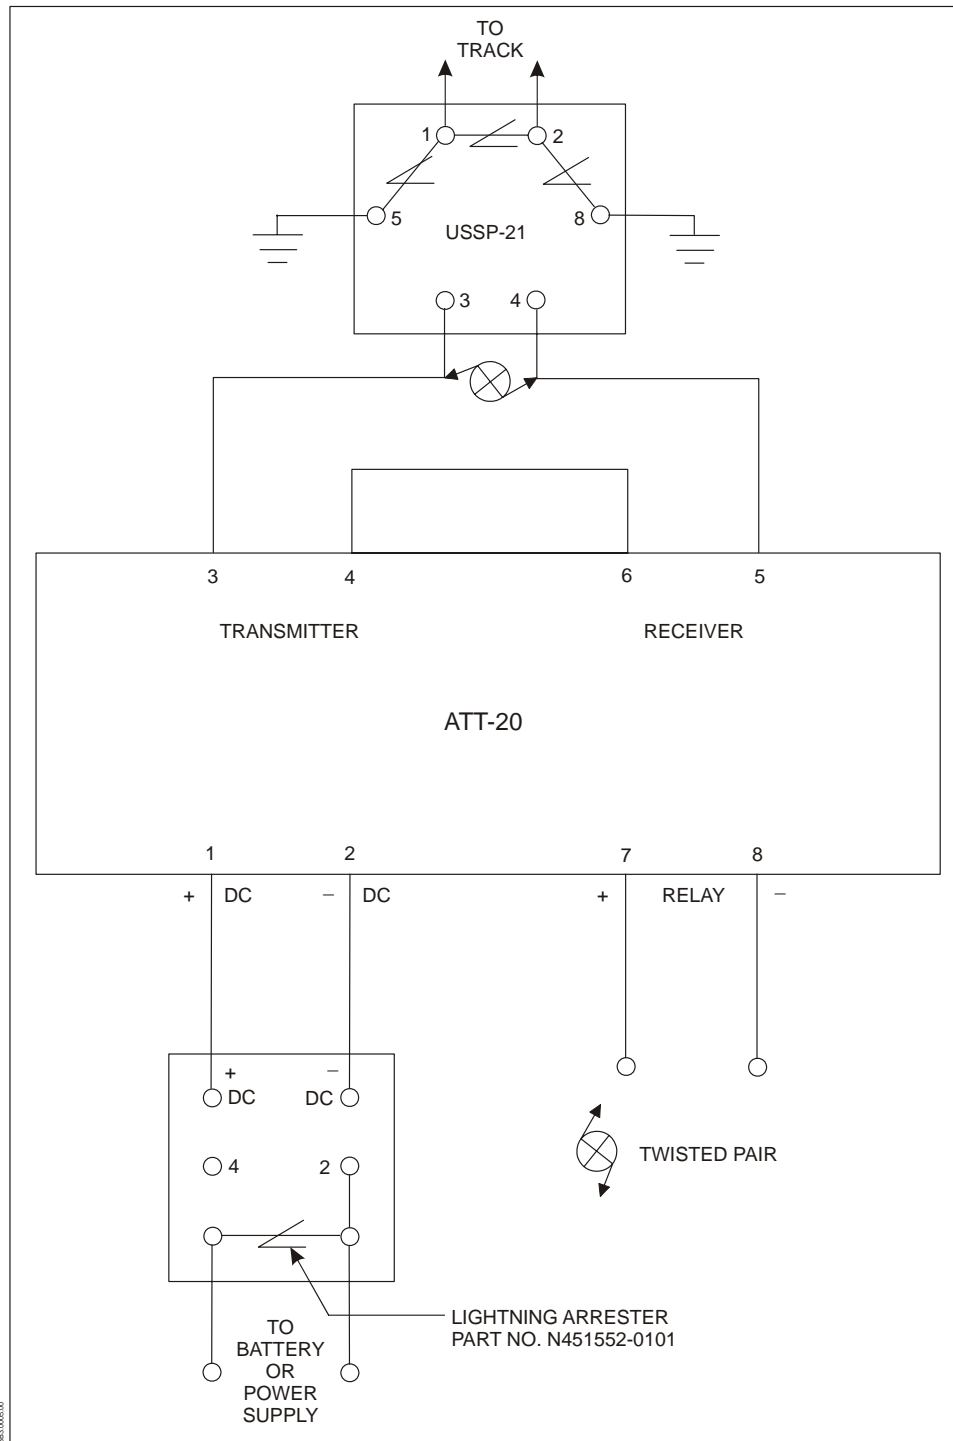 TO
TRACK
1
2
5
8
USSP-21
3
4
3
4
6
5
TRANSMITTER
RECEIVER
ATT-20
1
2
7
8
+ DC
– DC
+ RELAY –
+
–
DC
DC
4
2
TWISTED PAIR
LIGHTNING ARRESTER
PART NO. N451552-0101
TO
BATTERY
OR
POWER
SUPPLY